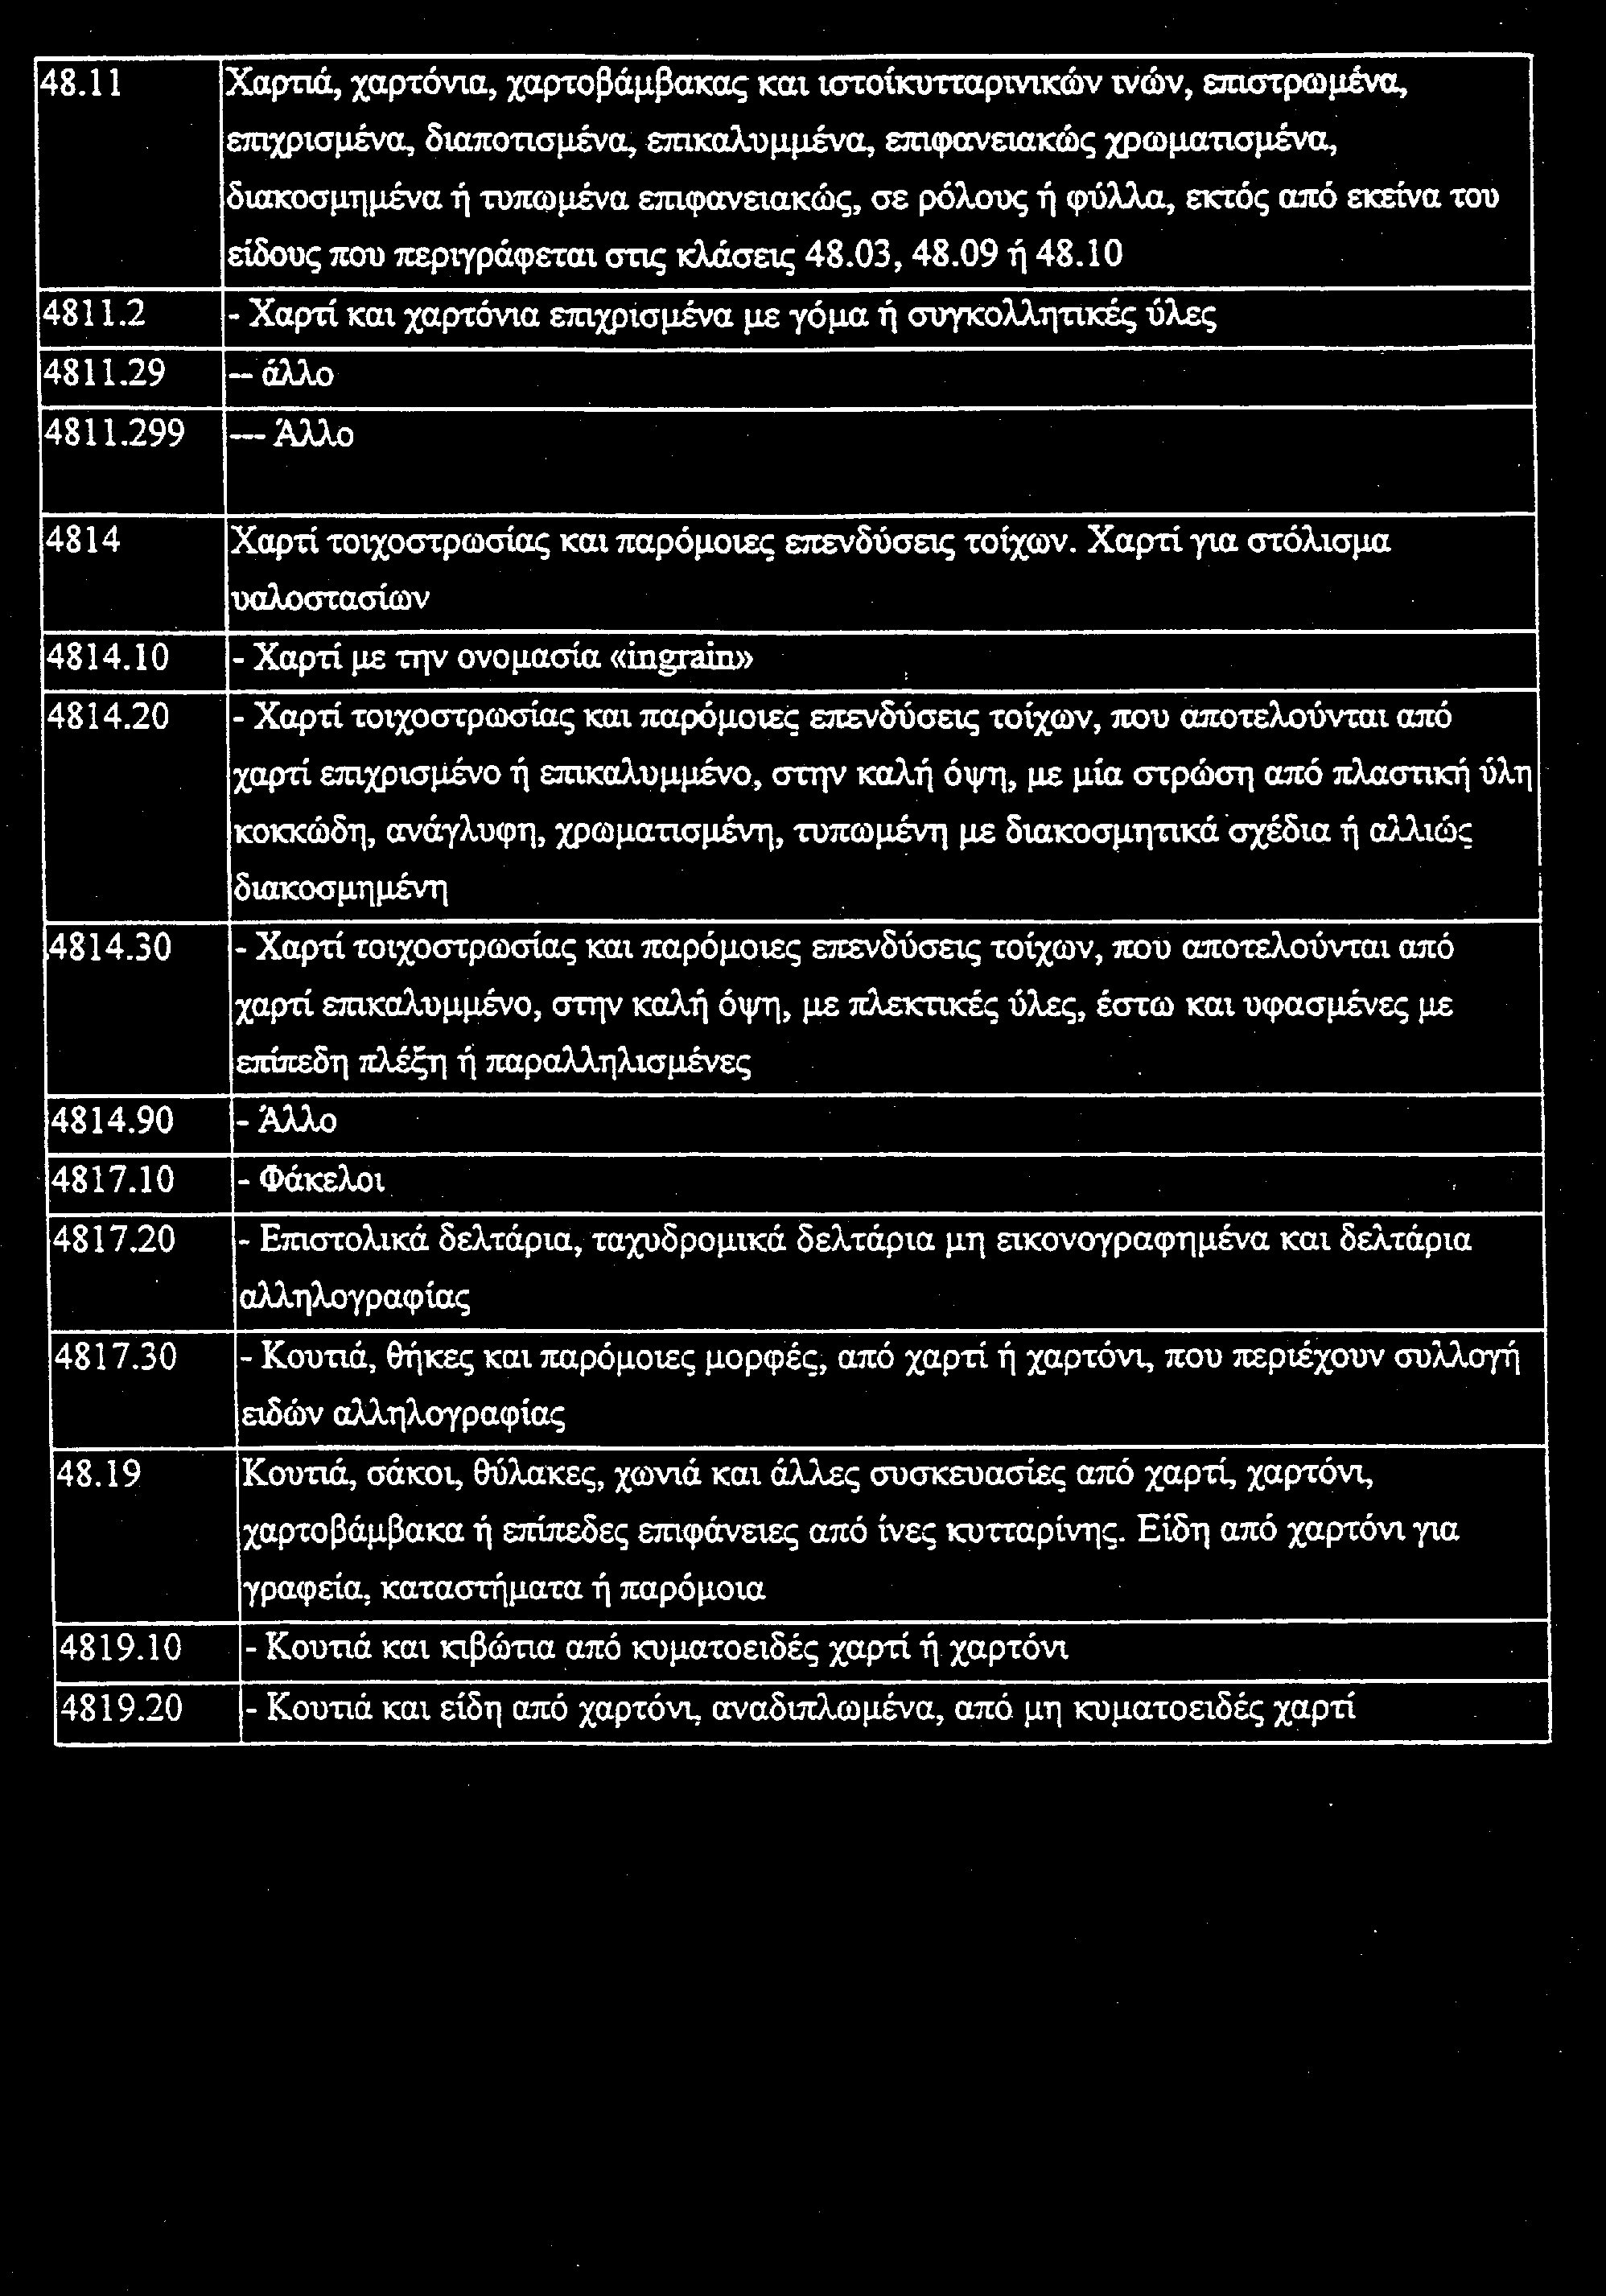 48.11 Χαρτιά, χαρτόνια, χαρτοβάμβακας και ιστοίκυτταρινικών ινών, επιστρωμένα,
επιχρισμένα, διαποτισμένα, επικαλυμμένα, επιφανειακώς χρωματισμένα,
διακοσμημένα ή τυπωμένα επιφανειακώς, σε ρόλους ή φύλλα, εκτός από εκείνα του
είδους που περιγράφεται στις κλάσεις 48.03, 48.09 ή 48.10
4811.2 - Χαρτί και χαρτόνια επιχρισμένα με γόμα ή συγκολλητικές ύλες
4811.29 -- άλλο
4811.299 --- Άλλο
4814 Χαρτί τοιχοστρωσίας και παρόμοιες επενδύσεις τοίχων. Χαρτί για στόλισμα
υαλοστασίων
4814.10 - Χαρτί με την ονομασία «ingrain»
4814.20 - Χαρτί τοιχοστρωσίας και παρόμοιες επενδύσεις τοίχων, που αποτελούνται από
χαρτί επιχρισμένο ή επικαλυμμένο, στην καλή όψη, με μία στρώση από πλαστική ύλη
κοκκώδη, ανάγλυφη, χρωματισμένη, τυπωμένη με διακοσμητικά σχέδια ή αλλιώς
διακοσμημένη
4814.30 - Χαρτί τοιχοστρωσίας και παρόμοιες επενδύσεις τοίχων, που αποτελούνται από
χαρτί επικαλυμμένο, στην καλή όψη, με πλεκτικές ύλες, έστω και υφασμένες με
επίπεδη πλέξη ή παραλληλισμένες
4814.90 - Άλλο
4817.10 - Φάκελοι
4817.20 - Επιστολικά δελτάρια, ταχυδρομικά δελτάρια μη εικονογραφημένα και δελτάρια
αλληλογραφίας
4817.30 - Κουτιά, θήκες και παρόμοιες μορφές, από χαρτί ή χαρτόνι, που περιέχουν συλλογή
ειδών αλληλογραφίας
48.19 Κουτιά, σάκοι, θύλακες, χωνιά και άλλες συσκευασίες από χαρτί, χαρτόνι,
χαρτοβάμβακα ή επίπεδες επιφάνειες από ίνες κυτταρίνης. Είδη από χαρτόνι για
γραφεία, καταστήματα ή παρόμοια
4819.10 - Κουτιά και κιβώτια από κυματοειδές χαρτί ή χαρτόνι
4819.20 - Κουτιά και είδη από χαρτόνι, αναδιπλωμένα, από μη κυματοειδές χαρτί